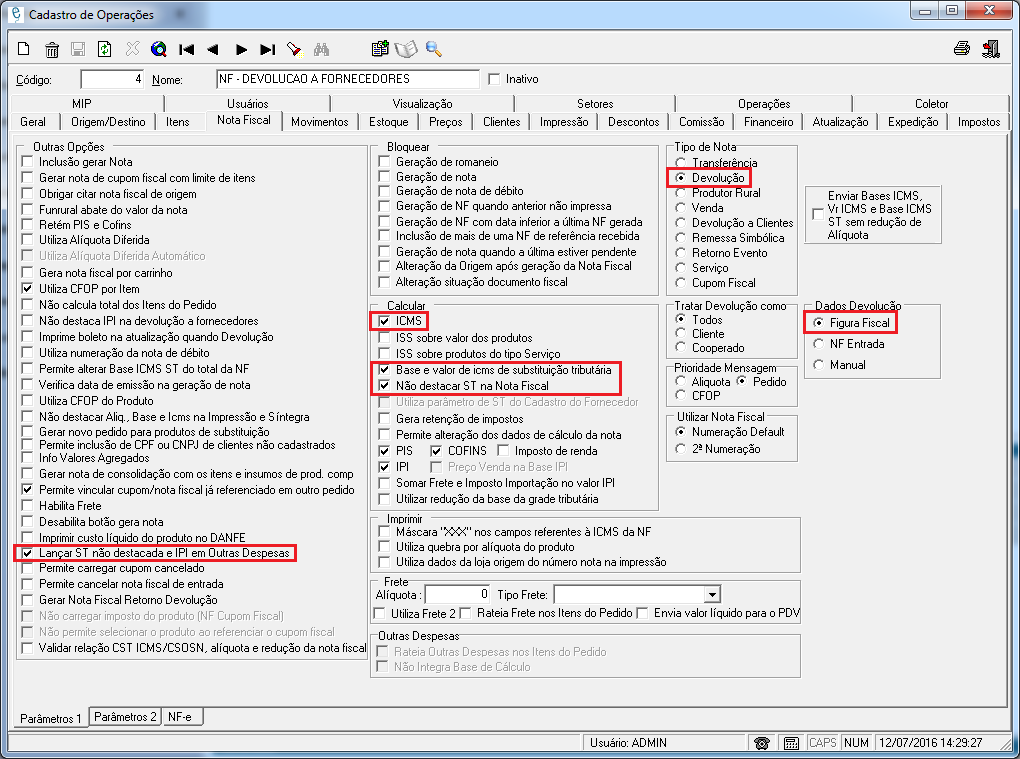 Cadastro de Operações
Código: 4 Nome: NF - DEVOLUCAO A FORNECEDORES Inativo
MIP Usuários Visualização Setores Operações Coletor
Geral Origem/Destino Itens Nota Fiscal Movimentos Estoque Preços Clientes Impressão Descontos Comissão Financeiro Atualização Expedição Impostos
Outras Opções
Inclusão gerar Nota
Gerar nota de cupom fiscal com limite de itens
Obrigar citar nota fiscal de origem
Funrural abate do valor da nota
Retém PIS e Cofins
Utiliza Alíquota Diferida
Utiliza Alíquota Diferida Automático
Gera nota fiscal por carrinho
Utiliza CFOP por Item
Não calcula total dos Itens do Pedido
Não destaca IPI na devolução a fornecedores
Imprime boleto na atualização quando Devolução
Utiliza numeração da nota de débito
Permite alterar Base ICMS ST do total da NF
Verifica data de emissão na geração de nota
Utiliza CFOP do Produto
Não destacar Aliq., Base e Icms na Impressão e Síntegra
Gerar novo pedido para produtos de substituição
Permite inclusão de CPF ou CNPJ de clientes não cadastrados
Info Valores Agregados
Gerar nota de consolidação com os itens e insumos de prod. comp
Permite vincular cupom/nota fiscal já referenciado em outro pedido
Habilita Frete
Desabilita botão gera nota
Imprimir custo líquido do produto no DANFE
Lançar ST não destacada e IPI em Outras Despesas
Permite carregar cupom cancelado
Permite cancelar nota fiscal de entrada
Gerar Nota Fiscal Retorno Devolução
Não carregar imposto do produto (NF Cupom Fiscal)
Não permite selecionar o produto ao referenciar o cupom fiscal
Validar relação CST ICMS/CSOSN, alíquota e redução da nota fiscal
Bloquear
Geração de romaneio
Geração de nota
Geração de nota de débito
Geração de NF quando anterior não impressa
Geração de NF com data inferior a última NF gerada
Inclusão de mais de uma NF de referência recebida
Geração de nota quando a última estiver pendente
Alteração da Origem após geração da Nota Fiscal
Alteração situação documento fiscal
Calcular
ICMS
ISS sobre valor dos produtos
ISS sobre produtos do tipo Serviço
Base e valor de icms de substituição tributária
Não destacar ST na Nota Fiscal
Utiliza parâmetro de ST do Cadastro do Fornecedor
Gera retenção de impostos
Permite alteração dos dados de cálculo da nota
PIS COFINS Imposto de renda
IPI Preço Venda na Base IPI
Somar Frete e Imposto Importação no valor IPI
Utilizar redução da base da grade tributária
Imprimir
Máscara "XXX" nos campos referentes à ICMS da NF
Utiliza quebra por alíquota do produto
Utiliza dados da loja origem do número nota na impressão
Frete
Alíquota : 0 Tipo Frete:
Utiliza Frete 2 Rateia Frete nos Itens do Pedido Envia valor líquido para o PDV
Outras Despesas
Rateia Outras Despesas nos Itens do Pedido
Não Integra Base de Cálculo
Tipo de Nota
Transferência
Devolução
Produtor Rural
Venda
Devolução a Clientes
Remessa Simbólica
Retorno Evento
Serviço
Cupom Fiscal
Tratar Devolução como
Todos
Cliente
Cooperado
Prioridade Mensagem
Aliquota Pedido
CFOP
Utilizar Nota Fiscal
Numeração Default
2ª Numeração
Enviar Bases ICMS,
Vr ICMS e Base ICMS
ST sem redução de
Alíquota
Dados Devolução
Figura Fiscal
NF Entrada
Manual
Parâmetros 1 Parâmetros 2 NF-e
Usuário: ADMIN CAPS NUM 12/07/2016 14:29:27